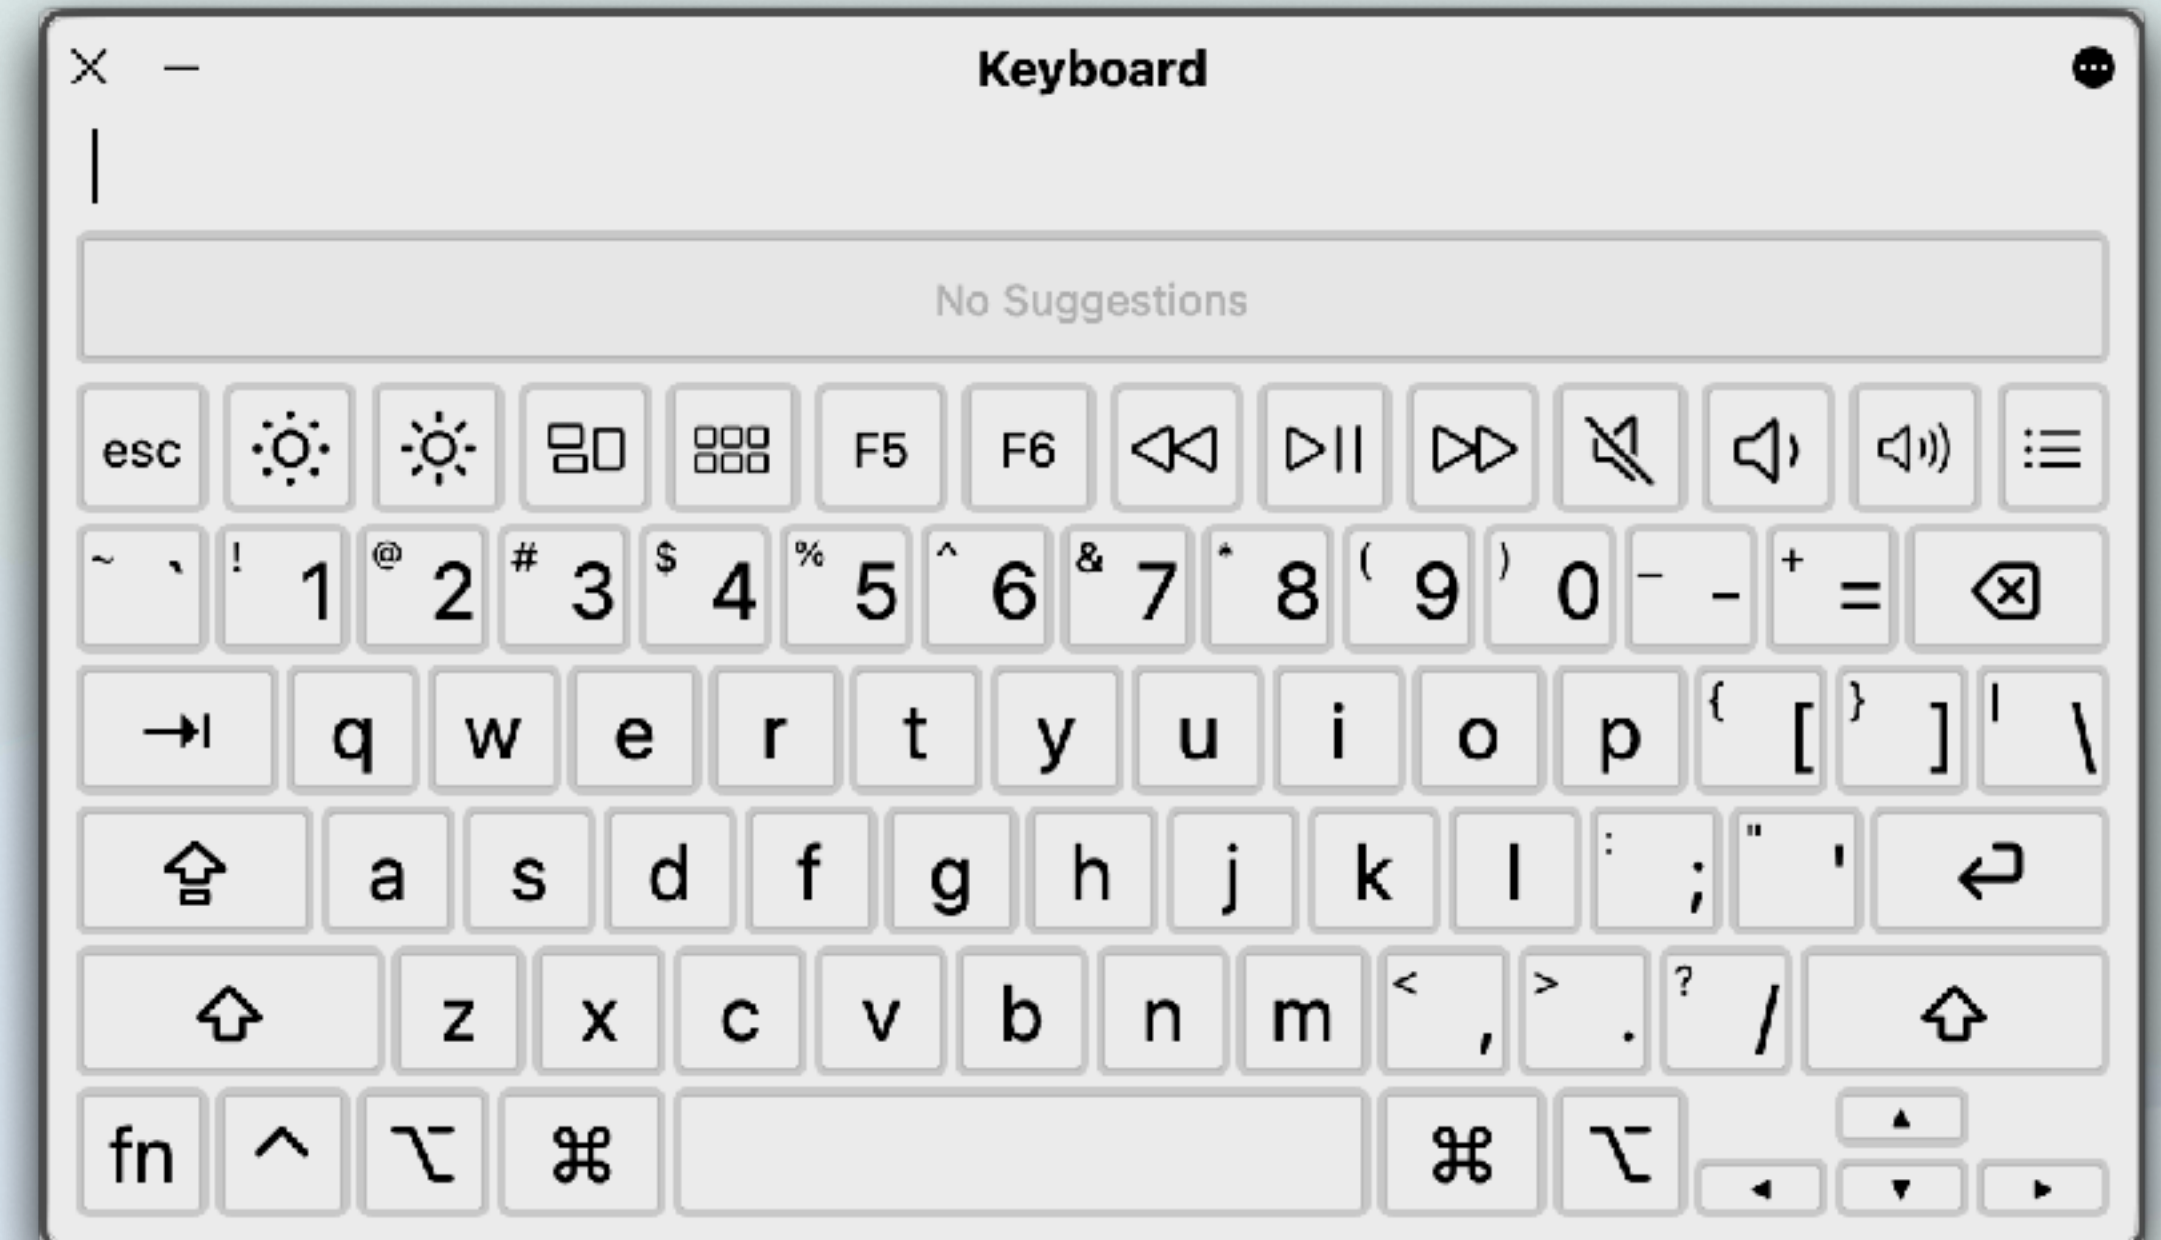 Keyboard
No Suggestions
esc F5 F6
~ ` ! 1 @ 2 # 3 $ 4 % 5 ^ 6 & 7 * 8 ( 9 ) 0 _ - + =
q w e r t y u i o p { [ } ] | \
a s d f g h j k l : ; " '
z x c v b n m < , > . ? /
fn ^ ⌥ ⌘ ⌘ ⌥